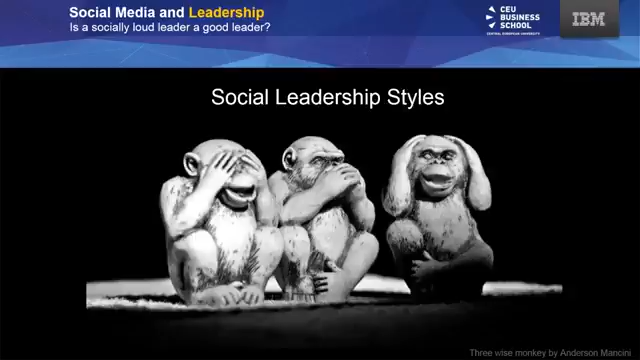 Social Media and Leadership
Is a socially loud leader a good leader?
CEU
BUSINESS
SCHOOL
CENTRAL EUROPEAN UNIVERSITY
IBM
Social Leadership Styles
Three wise monkey by Anderson Mancini